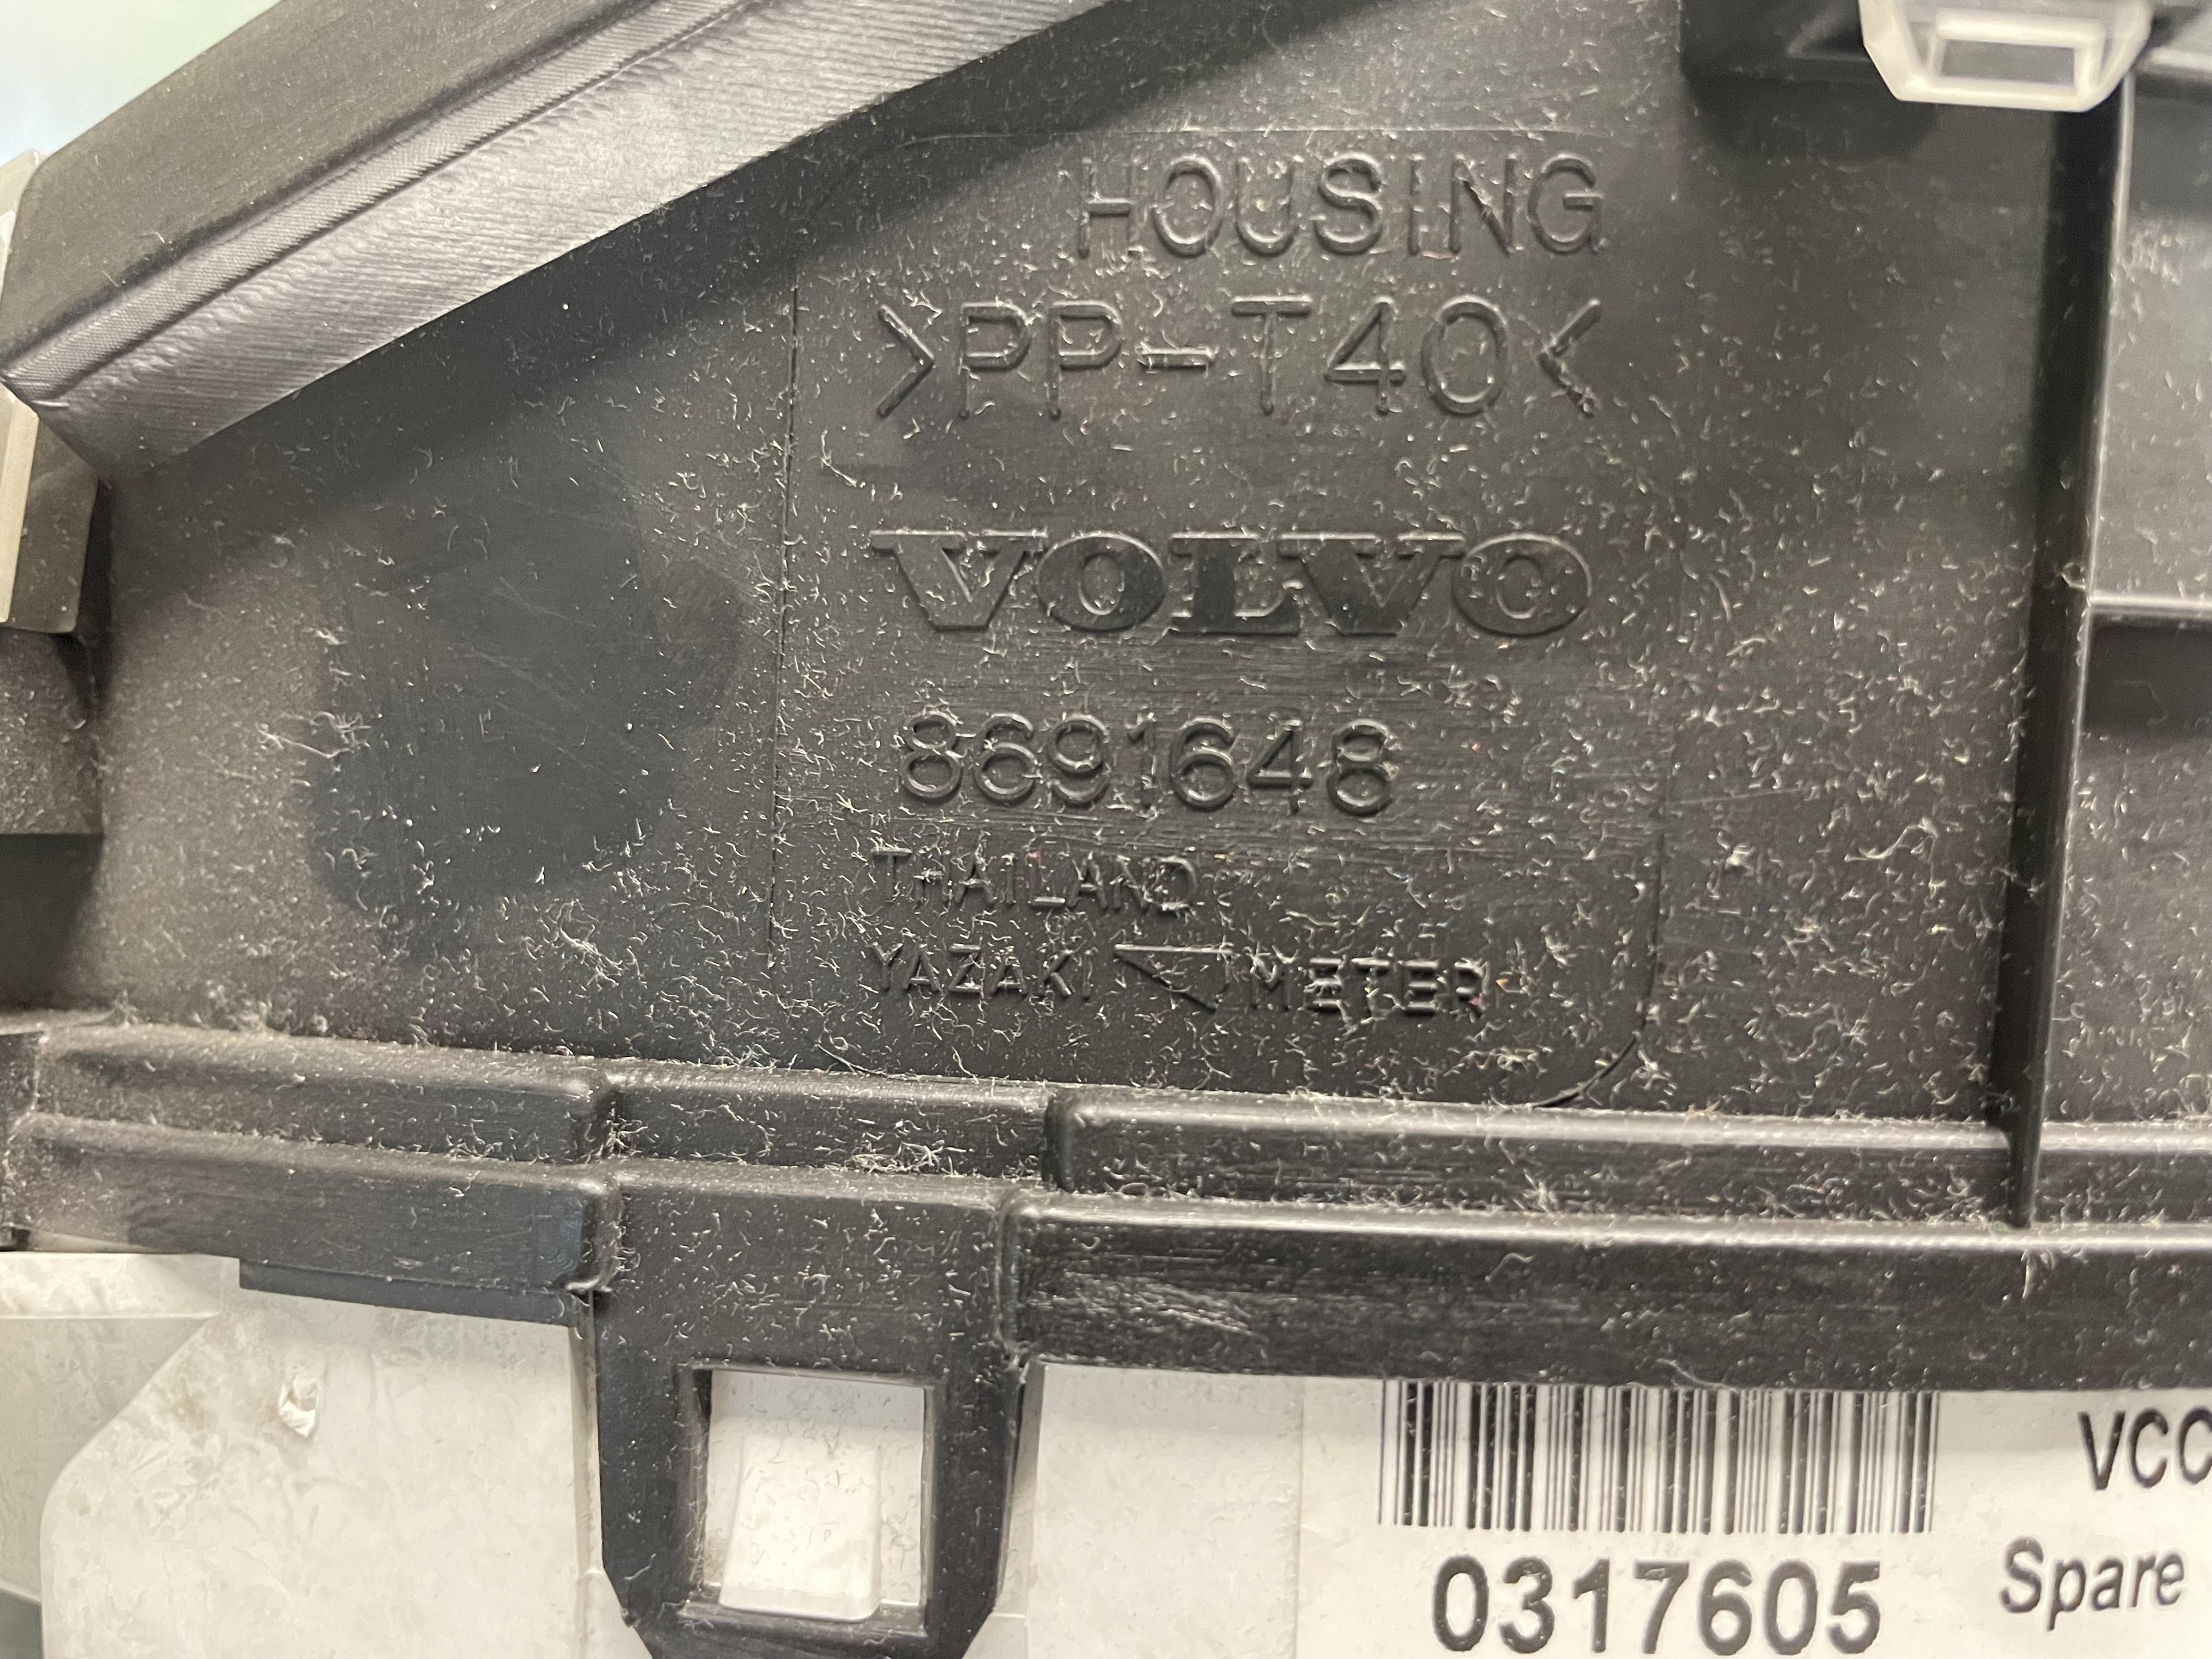 HOUSING
>PP-T40<
VOLVO
8691648
THAILAND
YAZAKI METER
VCC
0317605
Spare